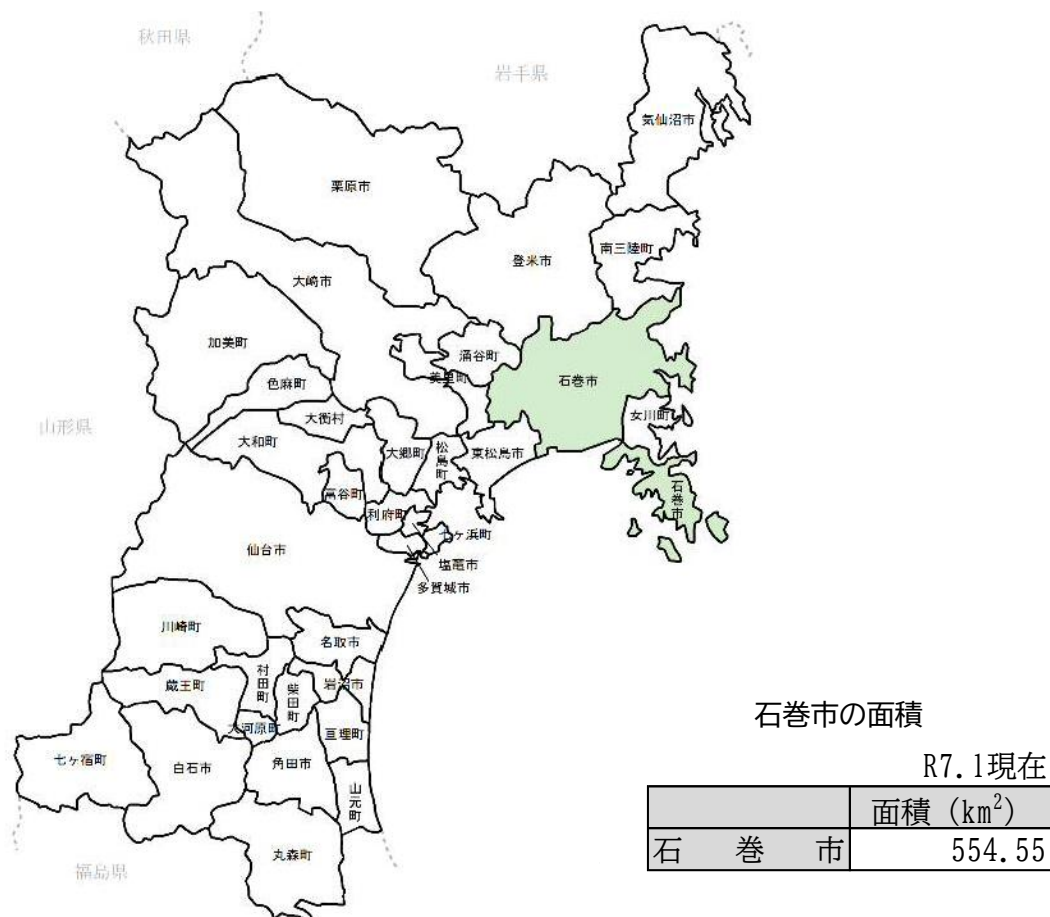 秋田県
岩手県
気仙沼市
栗原市
登米市
南三陸町
大崎市
加美町
涌谷町
美里町
石巻市
色麻町
女川町
大衡村
山形県
大和町
大郷町
松島町
東松島市
石巻市
富谷町
利府町
七ヶ浜町
仙台市
塩竈市
多賀城市
川崎町
名取市
村田町
柴田町
岩沼市
蔵王町
大河原町
亘理町
七ヶ宿町
白石市
角田市
山元町
丸森町
福島県
石巻市の面積
R7.1現在
面積（km²）
石巻市 554.55